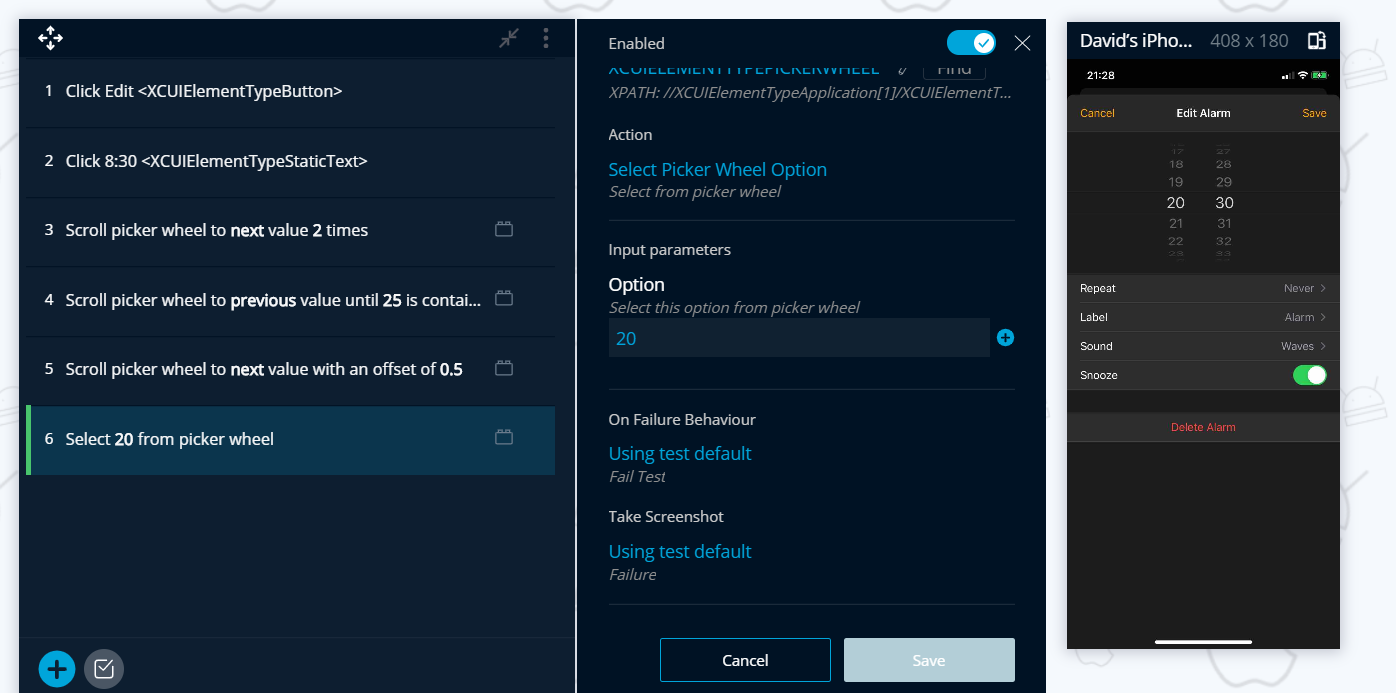 1 Click Edit <XCUIElementTypeButton>
2 Click 8:30 <XCUIElementTypeStaticText>
3 Scroll picker wheel to next value 2 times
4 Scroll picker wheel to previous value until 25 is contai...
5 Scroll picker wheel to next value with an offset of 0.5
6 Select 20 from picker wheel
Enabled
XCUIELEMENTTYPEPICKERWHEEL Find
XPATH: //XCUIElementTypeApplication[1]/XCUIElementT...
Action
Select Picker Wheel Option
Select from picker wheel
Input parameters
Option
Select this option from picker wheel
20
On Failure Behaviour
Using test default
Fail Test
Take Screenshot
Using test default
Failure
Cancel Save
David's iPho... 408 x 180
21:28
Cancel Edit Alarm Save
17 27
18 28
19 29
20 30
21 31
22 32
23 33
Repeat Never
Label Alarm
Sound Waves
Snooze
Delete Alarm